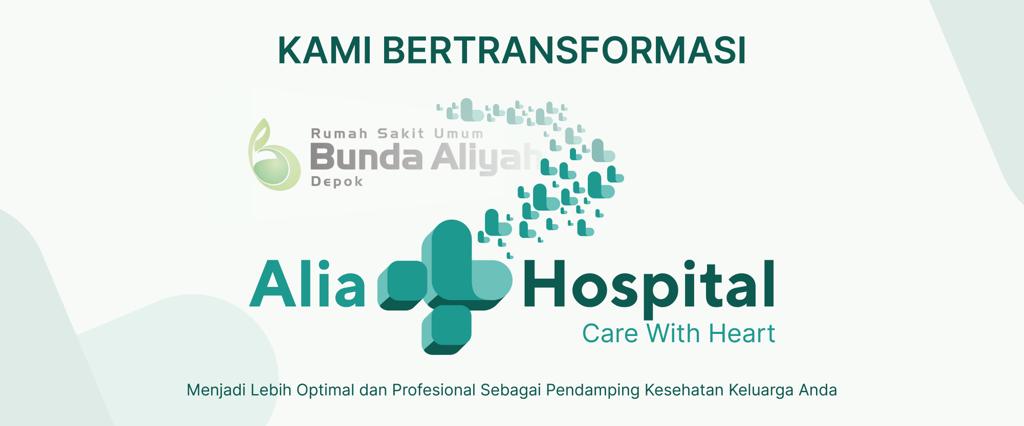 KAMI BERTRANSFORMASI
Rumah Sakit Umum
Bunda Aliyah
Depok
Alia Hospital
Care With Heart
Menjadi Lebih Optimal dan Profesional Sebagai Pendamping Kesehatan Keluarga Anda